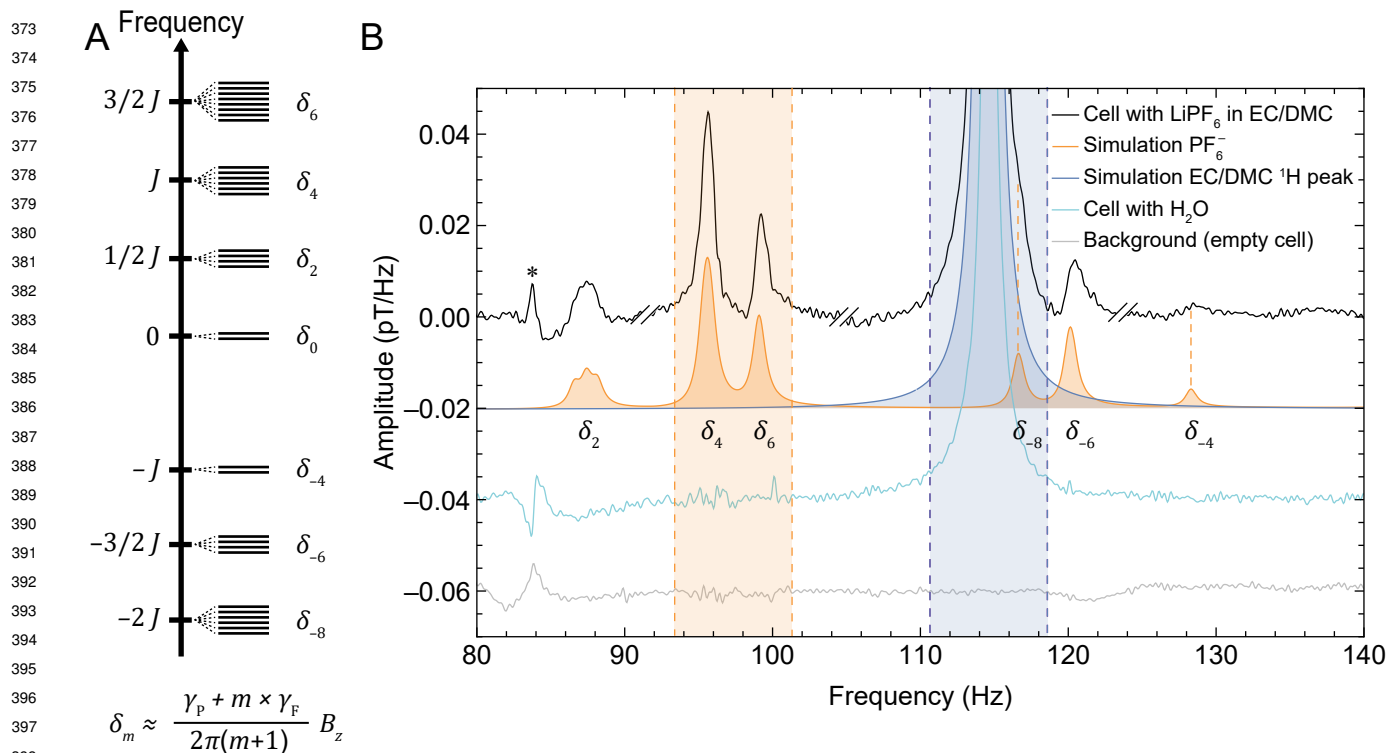 373
374
375
376
377
378
379
380
381
382
383
384
385
386
387
388
389
390
391
392
393
394
395
396
397
Frequency
A
3/2 J
δ6
J
δ4
1/2 J
δ2
0
δ0
−J
δ−4
−3/2 J
δ−6
−2 J
δ−8
δm ≈ (γP + m × γF) / (2π(m+1)) Bz
B
Cell with LiPF6 in EC/DMC
Simulation PF6−
Simulation EC/DMC 1H peak
Cell with H2O
Background (empty cell)
Amplitude (pT/Hz)
0.04
0.02
0.00
−0.02
−0.04
−0.06
*
δ2
δ4
δ6
δ−8
δ−6
δ−4
80
90
100
110
120
130
140
Frequency (Hz)